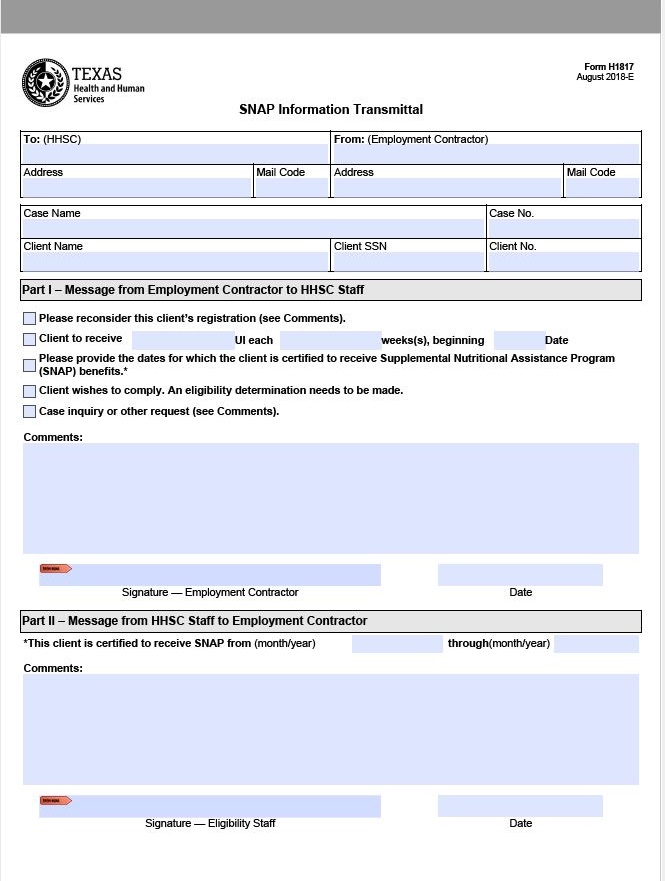 TEXAS
Health and Human
Services
Form H1817
August 2018-E
SNAP Information Transmittal
To: (HHSC)
From: (Employment Contractor)
Address
Mail Code
Address
Mail Code
Case Name
Case No.
Client Name
Client SSN
Client No.
Part I – Message from Employment Contractor to HHSC Staff
Please reconsider this client's registration (see Comments).
Client to receive UI each weeks(s), beginning Date
Please provide the dates for which the client is certified to receive Supplemental Nutritional Assistance Program
(SNAP) benefits.*
Client wishes to comply. An eligibility determination needs to be made.
Case inquiry or other request (see Comments).
Comments:
Signature — Employment Contractor
Date
Part II – Message from HHSC Staff to Employment Contractor
*This client is certified to receive SNAP from (month/year) through(month/year)
Comments:
Signature — Eligibility Staff
Date